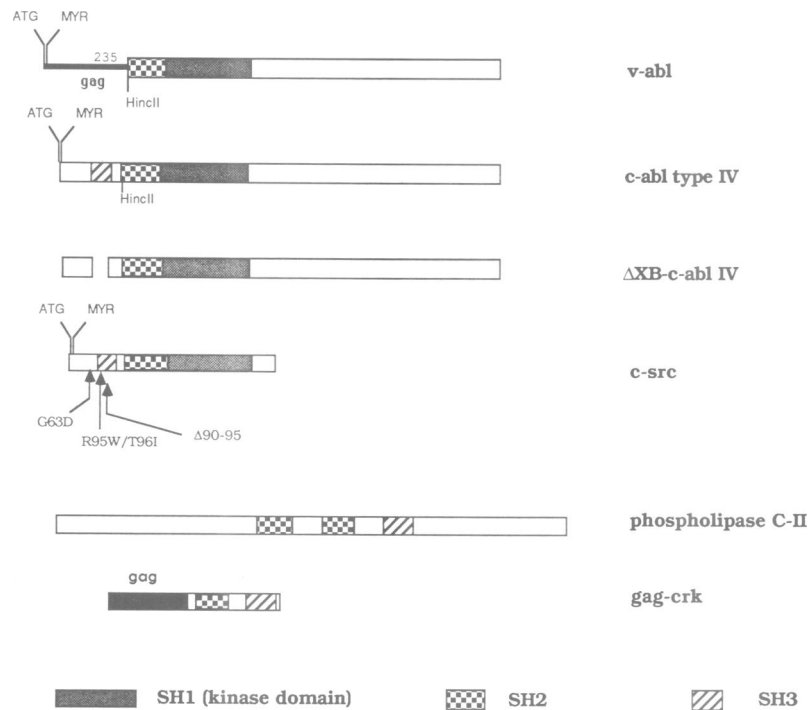 ATG MYR
235
gag
HincII
v-abl
ATG MYR
HincII
c-abl type IV
ΔXB-c-abl IV
ATG MYR
c-src
G63D
R95W/T96I
Δ90-95
phospholipase C-II
gag
gag-crk
SH1 (kinase domain) SH2 SH3